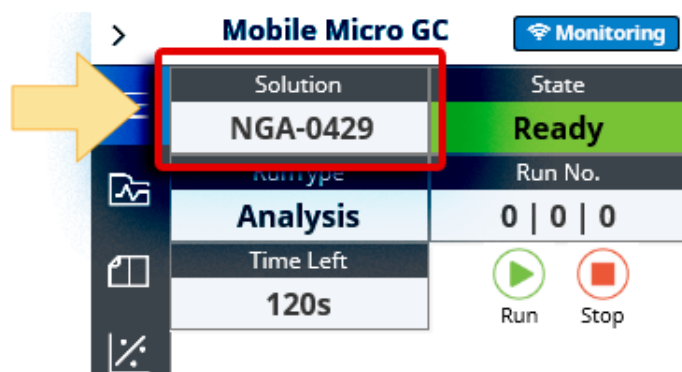 Mobile Micro GC
Monitoring
Solution
State
NGA-0429
Ready
RunType
Run No.
Analysis
0 | 0 | 0
Time Left
120s
Run
Stop